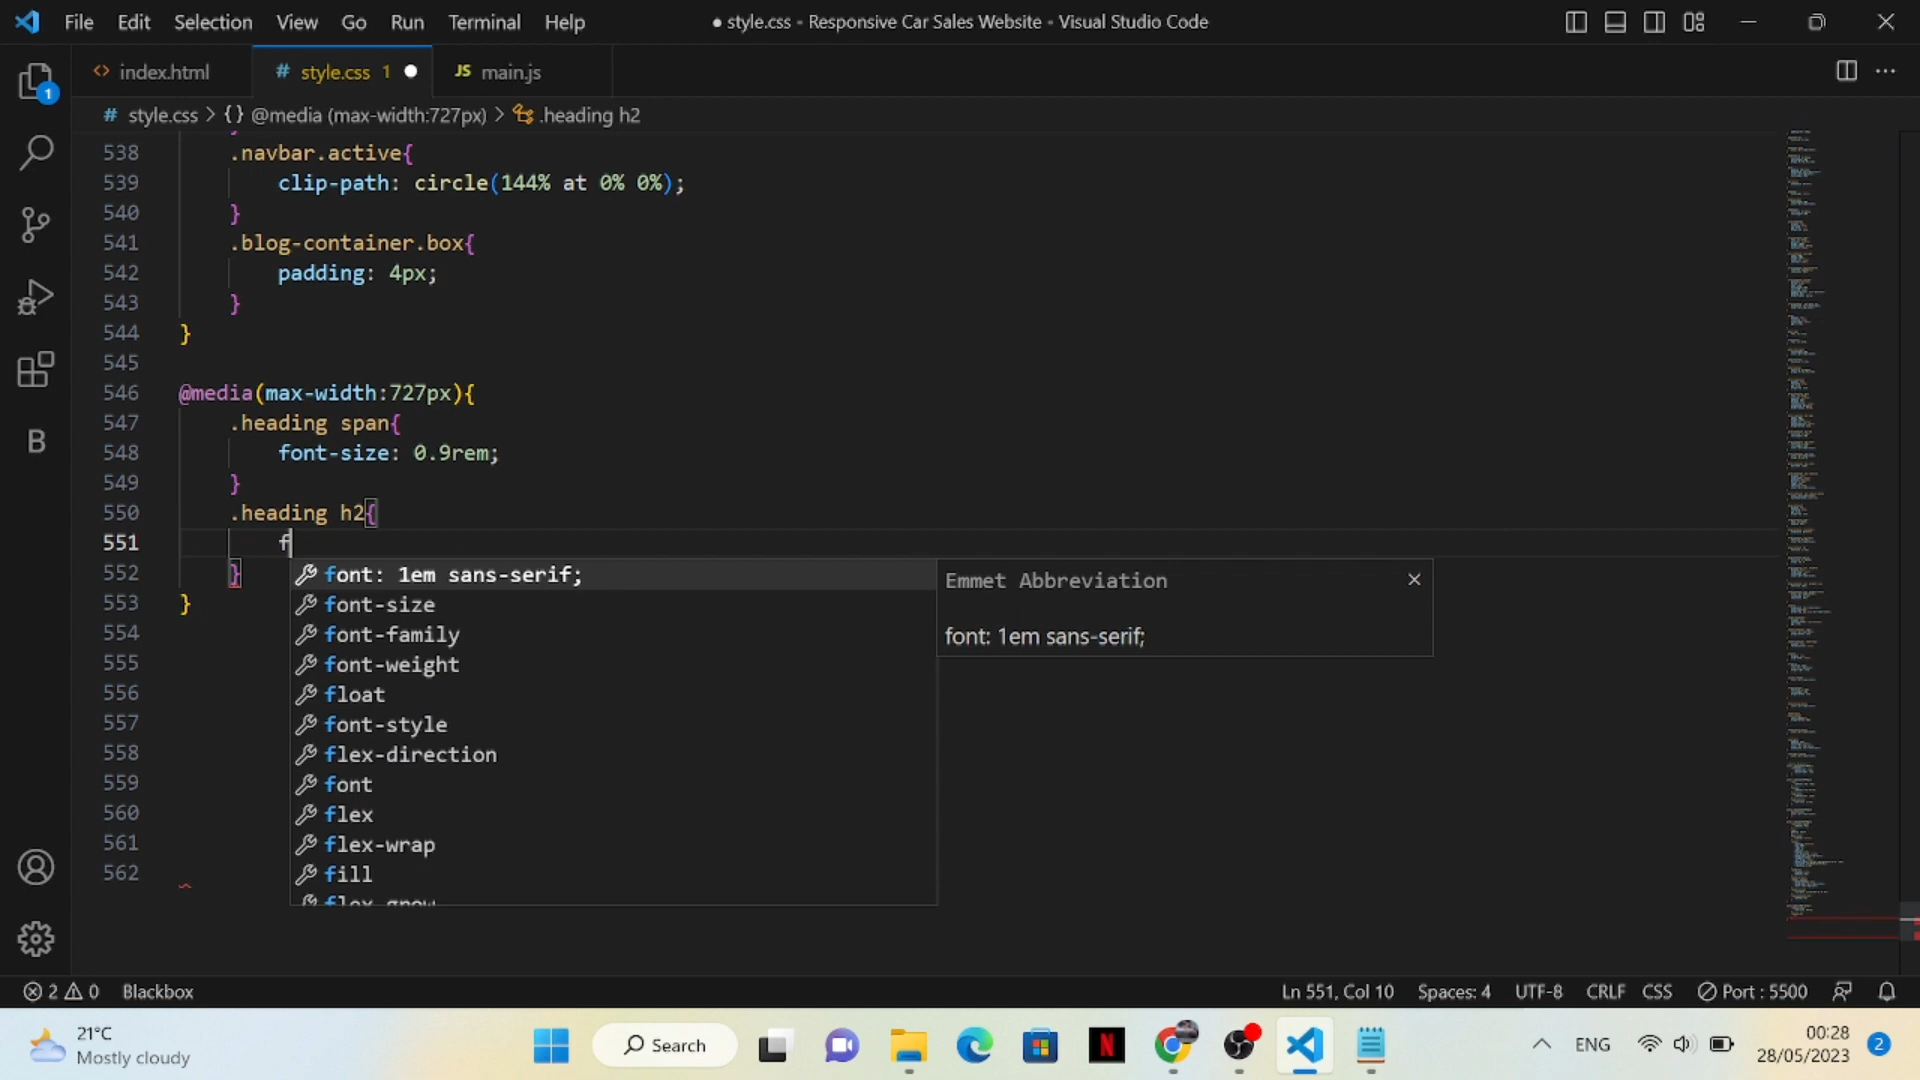 File Edit Selection View Go Run Terminal Help ● style.css - Responsive Car Sales Website - Visual Studio Code
<> index.html # style.css 1 ● JS main.js
1
# style.css > {} @media (max-width:727px) > .heading h2
538 .navbar.active{
539 clip-path: circle(144% at 0% 0%);
540 }
541 .blog-container.box{
542 padding: 4px;
543 }
544 }
545
546 @media(max-width:727px){
547 .heading span{
548 font-size: 0.9rem;
549 }
550 .heading h2{
551 f
552 }
553 }
554
555
556
557
558
559
560
561
562
font: 1em sans-serif;
font-size
font-family
font-weight
float
font-style
flex-direction
font
flex
flex-wrap
fill
flex-grow
Emmet Abbreviation
font: 1em sans-serif;
B
2 0 Blackbox Ln 551, Col 10 Spaces: 4 UTF-8 CRLF CSS Port : 5500
21°C
Mostly cloudy
Search
N
ENG
00:28
28/05/2023
2